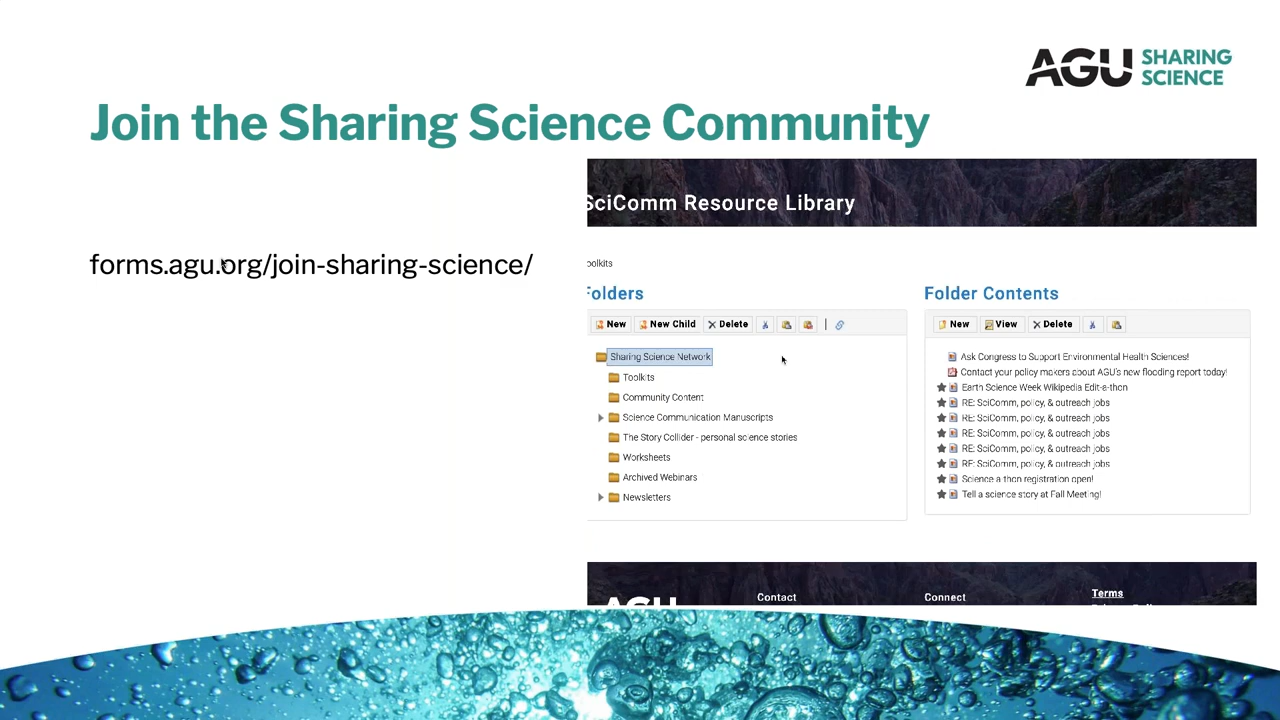 AGU SHARING SCIENCE
Join the Sharing Science Community
forms.agu.org/join-sharing-science/
SciComm Resource Library
oolkits
Folders
New New Child Delete
Sharing Science Network
Toolkits
Community Content
Science Communication Manuscripts
The Story Collider - personal science stories
Worksheets
Archived Webinars
Newsletters
Folder Contents
New View Delete
Ask Congress to Support Environmental Health Sciences!
Contact your policy makers about AGU's new flooding report today!
Earth Science Week Wikipedia Edit-a-thon
RE: SciComm, policy, & outreach jobs
RE: SciComm, policy, & outreach jobs
RE: SciComm, policy, & outreach jobs
RE: SciComm, policy, & outreach jobs
RE: SciComm, policy, & outreach jobs
Science a thon registration open!
Tell a science story at Fall Meeting!
AGU
Contact
Connect
Terms